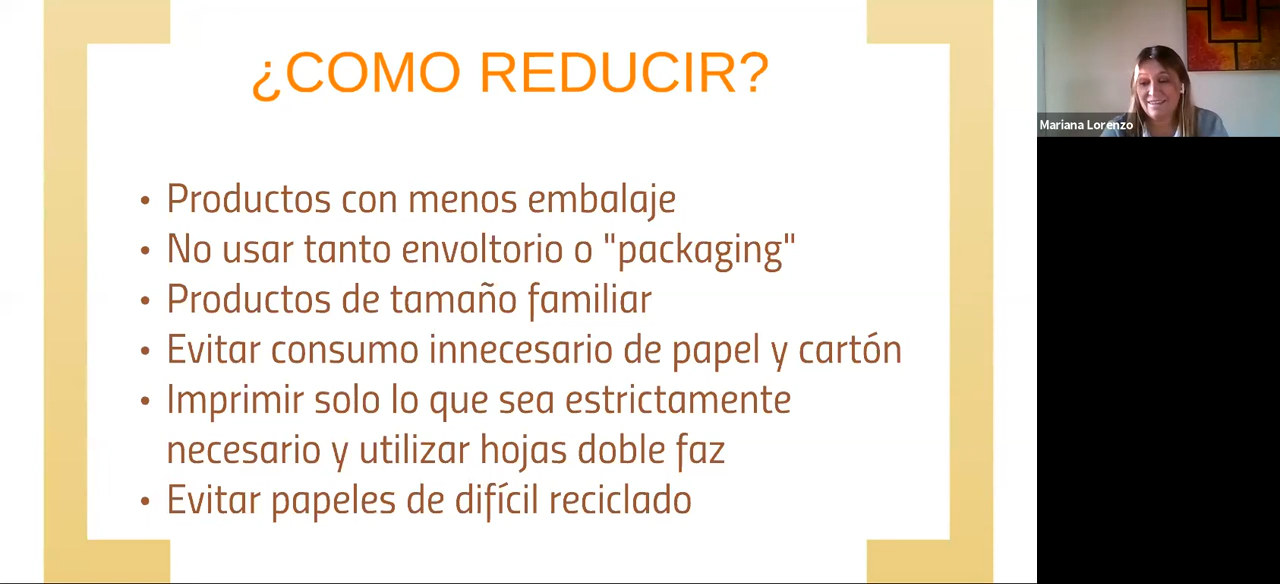 ¿COMO REDUCIR?
• Productos con menos embalaje
• No usar tanto envoltorio o "packaging"
• Productos de tamaño familiar
• Evitar consumo innecesario de papel y cartón
• Imprimir solo lo que sea estrictamente
necesario y utilizar hojas doble faz
• Evitar papeles de difícil reciclado
Mariana Lorenzo